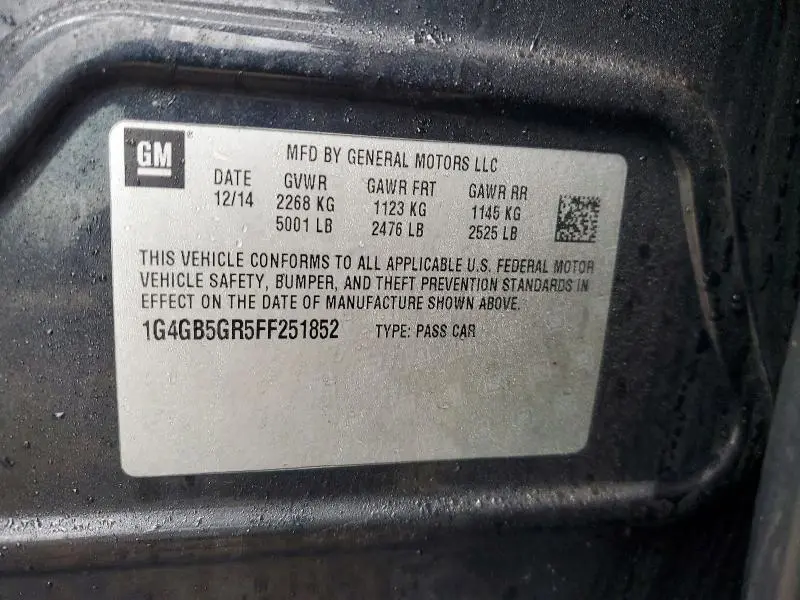 GM ®
MFD BY GENERAL MOTORS LLC
DATE GVWR GAWR FRT GAWR RR
12/14 2268 KG 1123 KG 1145 KG
5001 LB 2476 LB 2525 LB
THIS VEHICLE CONFORMS TO ALL APPLICABLE U.S. FEDERAL MOTOR
VEHICLE SAFETY, BUMPER, AND THEFT PREVENTION STANDARDS IN
EFFECT ON THE DATE OF MANUFACTURE SHOWN ABOVE.
1G4GB5GR5FF251852 TYPE: PASS CAR